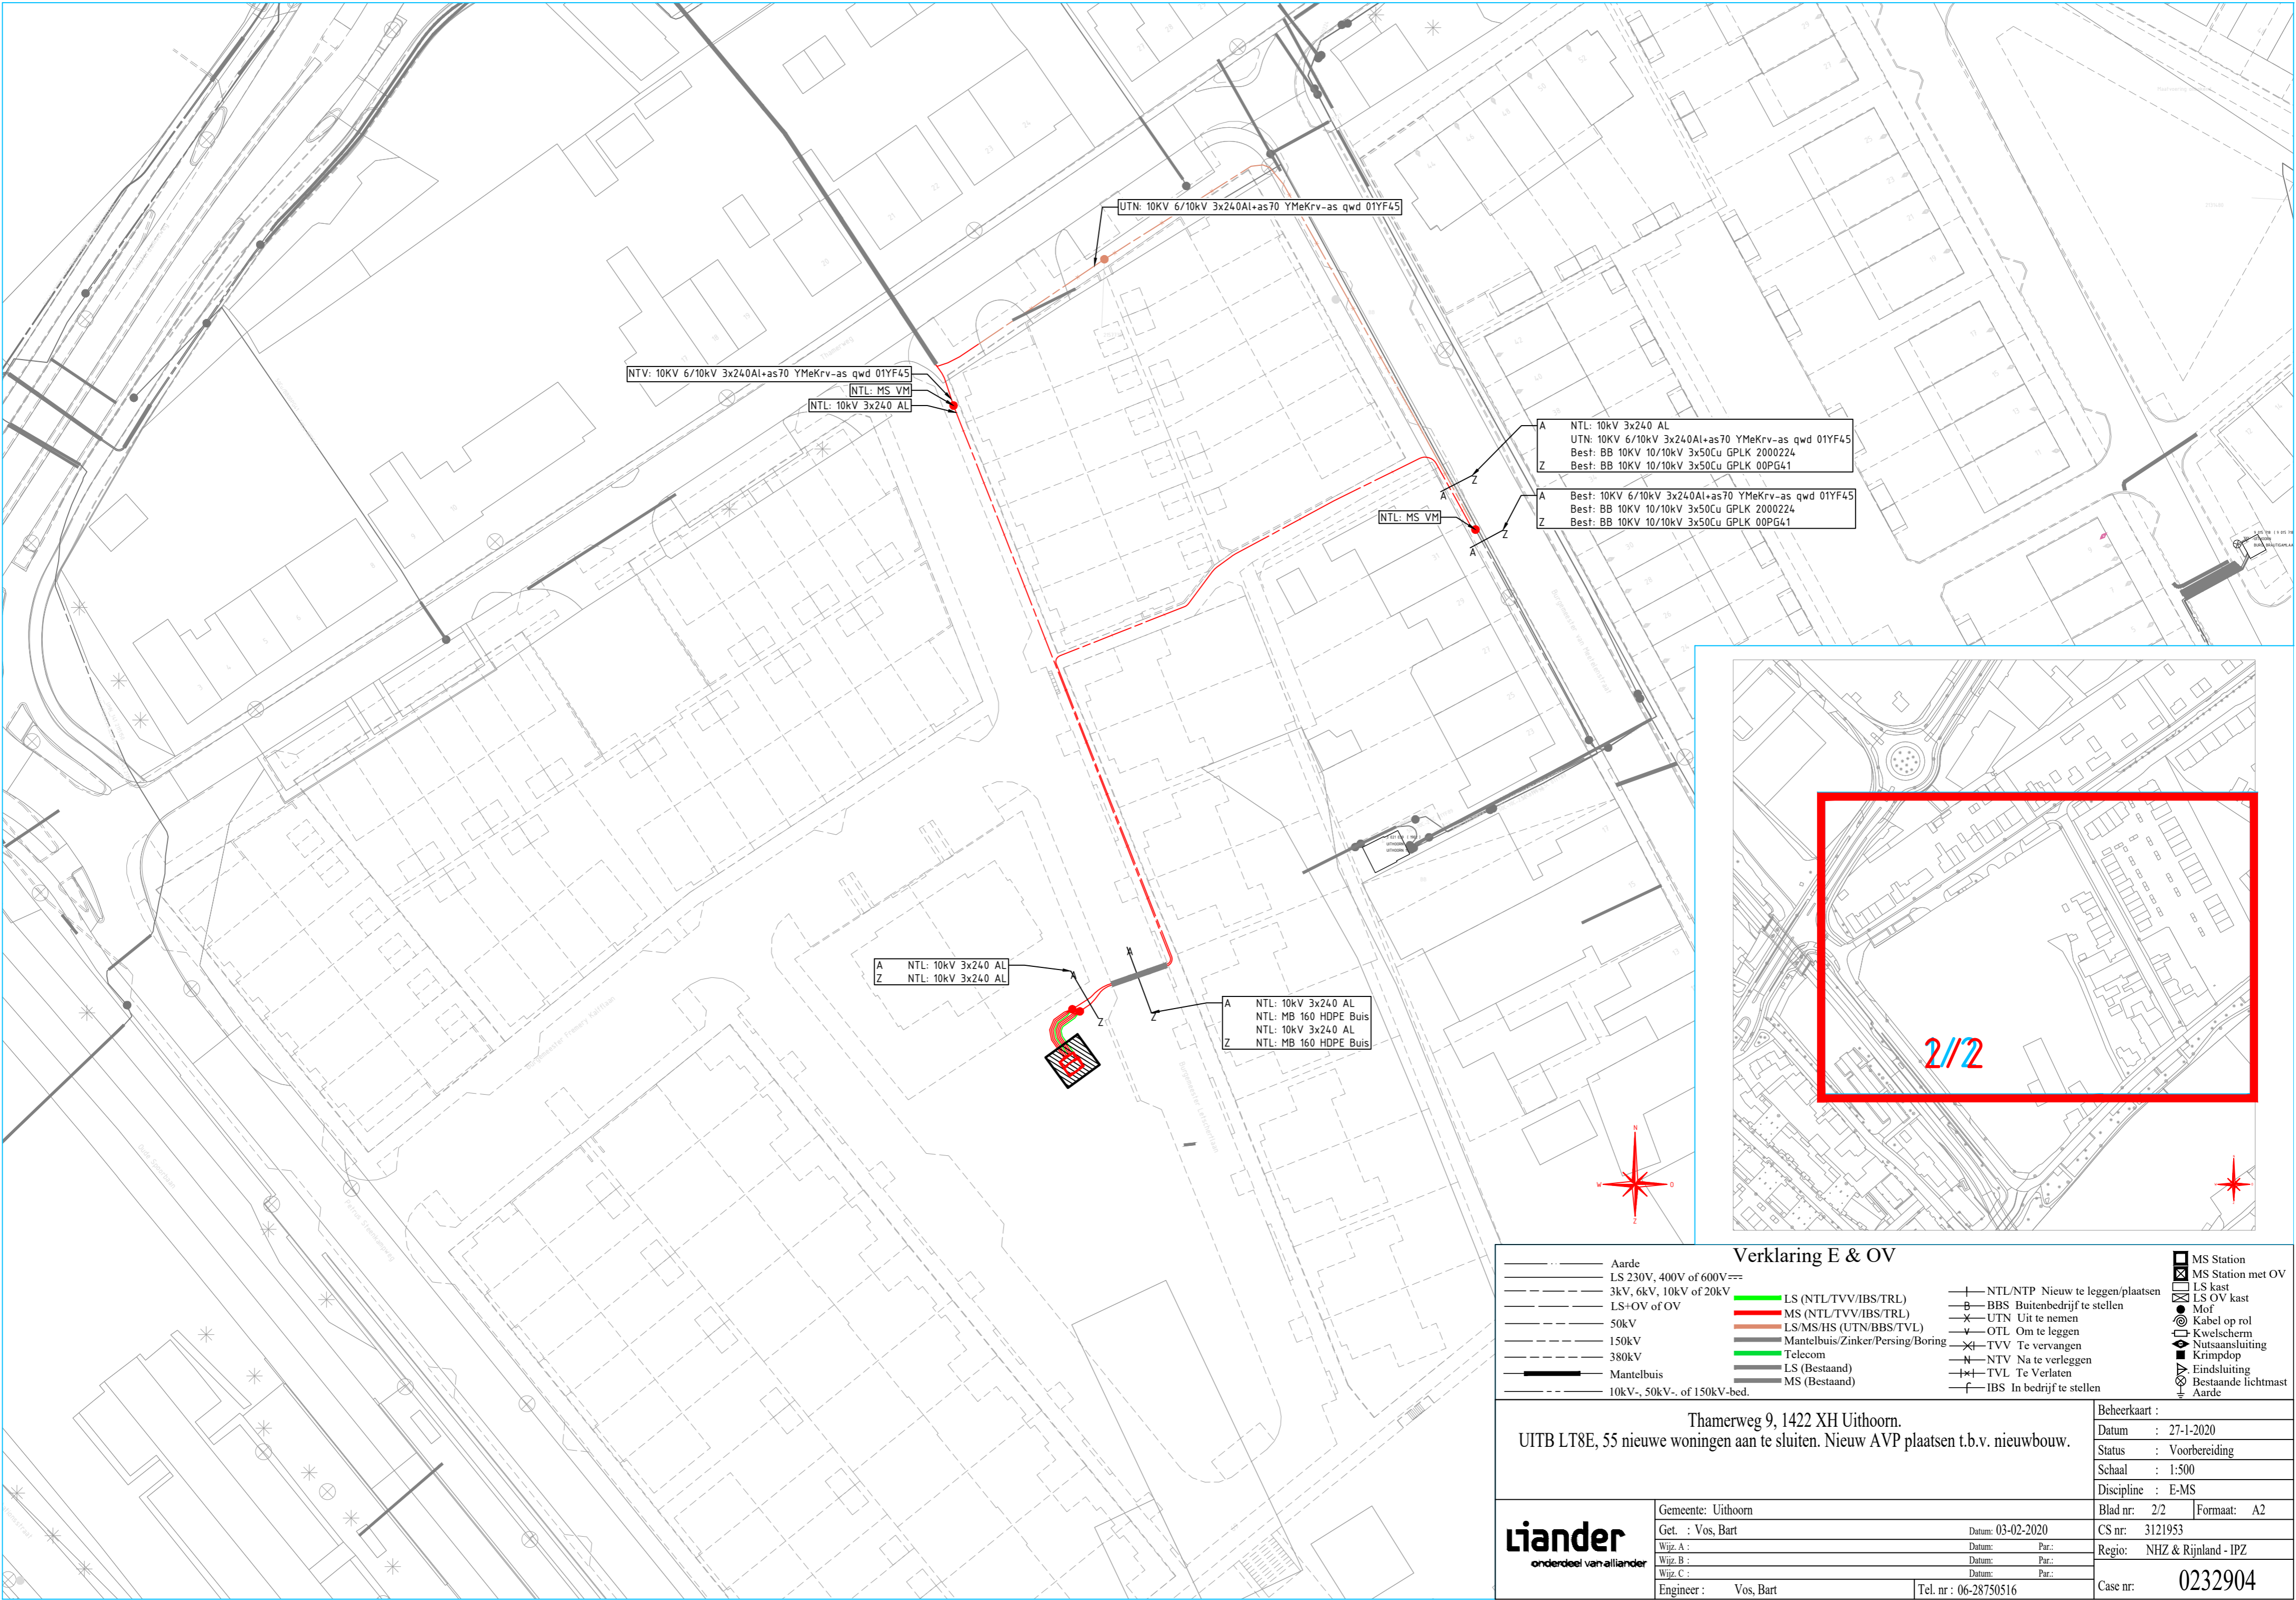 UTN: 10KV 6/10kV 3x240Al+as70 YMeKrv-as qwd 01YF45
Thamerweg
NTV: 10KV 6/10kV 3x240Al+as70 YMeKrv-as qwd 01YF45
NTL: MS VM
NTL: 10kV 3x240 AL
A NTL: 10kV 3x240 AL
UTN: 10KV 6/10kV 3x240Al+as70 YMeKrv-as qwd 01YF45
Best: BB 10KV 10/10kV 3x50Cu GPLK 2000224
Z Best: BB 10KV 10/10kV 3x50Cu GPLK 00PG41
A Best: 10KV 6/10kV 3x240Al+as70 YMeKrv-as qwd 01YF45
Best: BB 10KV 10/10kV 3x50Cu GPLK 2000224
Z Best: BB 10KV 10/10kV 3x50Cu GPLK 00PG41
NTL: MS VM
A
Z
A
Z
A NTL: 10kV 3x240 AL
Z NTL: 10kV 3x240 AL
A
Z
A
Z
A NTL: 10kV 3x240 AL
NTL: MB 160 HDPE Buis
NTL: 10kV 3x240 AL
Z NTL: MB 160 HDPE Buis
N
W
O
Z
2//2
Verklaring E & OV
Aarde
LS 230V, 400V of 600V
3kV, 6kV, 10kV of 20kV
LS+OV of OV
50kV
150kV
380kV
Mantelbuis
10kV-, 50kV-. of 150kV-bed.
LS (NTL/TVV/IBS/TRL)
MS (NTL/TVV/IBS/TRL)
LS/MS/HS (UTN/BBS/TVL)
Mantelbuis/Zinker/Persing/Boring
Telecom
LS (Bestaand)
MS (Bestaand)
NTL/NTP Nieuw te leggen/plaatsen
B BBS Buitenbedrijf te stellen
X UTN Uit te nemen
v OTL Om te leggen
TVV Te vervangen
N NTV Na te verleggen
TVL Te Verlaten
IBS In bedrijf te stellen
MS Station
MS Station met OV
LS kast
LS OV kast
Mof
Kabel op rol
Kwelscherm
Nutsaansluiting
Krimpdop
Eindsluiting
Bestaande lichtmast
Aarde
Thamerweg 9, 1422 XH Uithoorn.
UITB LT8E, 55 nieuwe woningen aan te sluiten. Nieuw AVP plaatsen t.b.v. nieuwbouw.
Beheerkaart :
Datum : 27-1-2020
Status : Voorbereiding
Schaal : 1:500
Discipline : E-MS
Blad nr: 2/2 Formaat: A2
CS nr: 3121953
Regio: NHZ & Rijnland - IPZ
Case nr: 0232904
liander
onderdeel van alliander
Gemeente: Uithoorn
Get. : Vos, Bart Datum: 03-02-2020
Wijz. A : Datum: Par.:
Wijz. B : Datum: Par.:
Wijz. C : Datum: Par.:
Engineer : Vos, Bart Tel. nr : 06-28750516